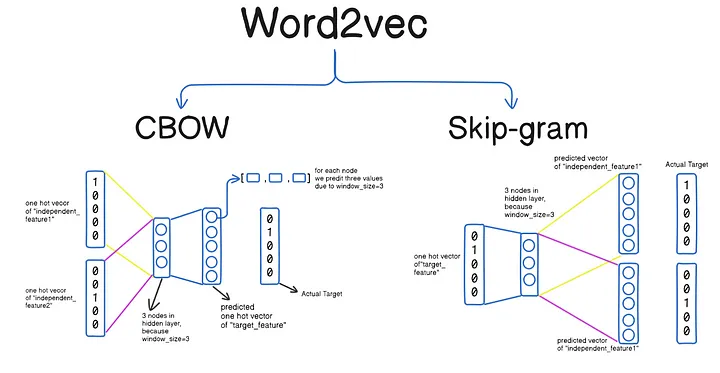 Word2vec
CBOW
Skip-gram
one hot vecor
of "independent_
feature1"
1
0
0
0
0
one hot vecor
of "independent_
feature2"
0
0
1
0
0
3 nodes in
hidden layer,
because
window_size=3
[ , , ]
for each node
we predit three values
due to window_size=3
predicted
one hot vector
of "target_feature"
0
1
0
0
0
Actual Target
one hot vector
of"target_
feature"
0
1
0
0
0
3 nodes in
hidden layer,
because
window_size=3
predicted vector
of "independent_feature1"
predicted vector
of "independent_feature1"
Actual Target
1
0
0
0
0
0
0
1
0
0